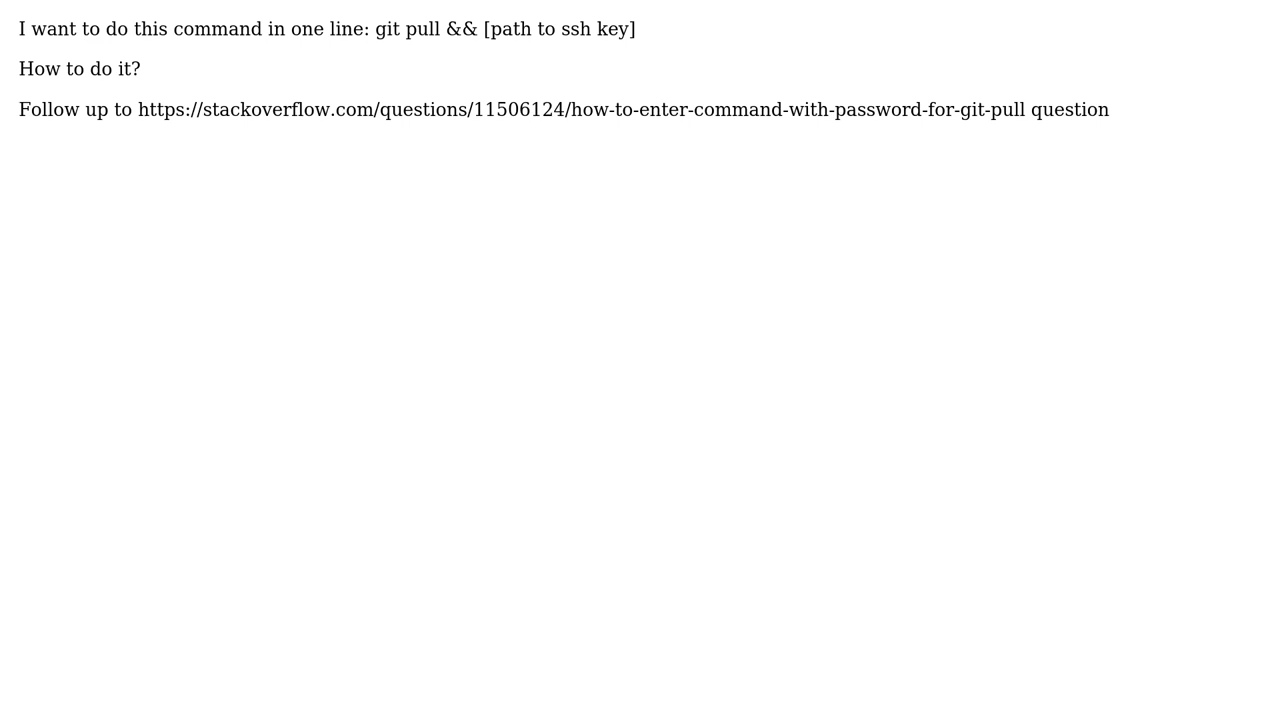 I want to do this command in one line: git pull && [path to ssh key]
How to do it?
Follow up to https://stackoverflow.com/questions/11506124/how-to-enter-command-with-password-for-git-pull question